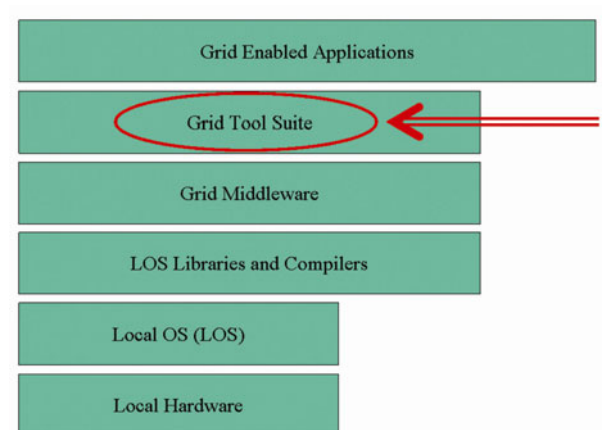 Grid Enabled Applications
Grid Tool Suite
Grid Middleware
LOS Libraries and Compilers
Local OS (LOS)
Local Hardware